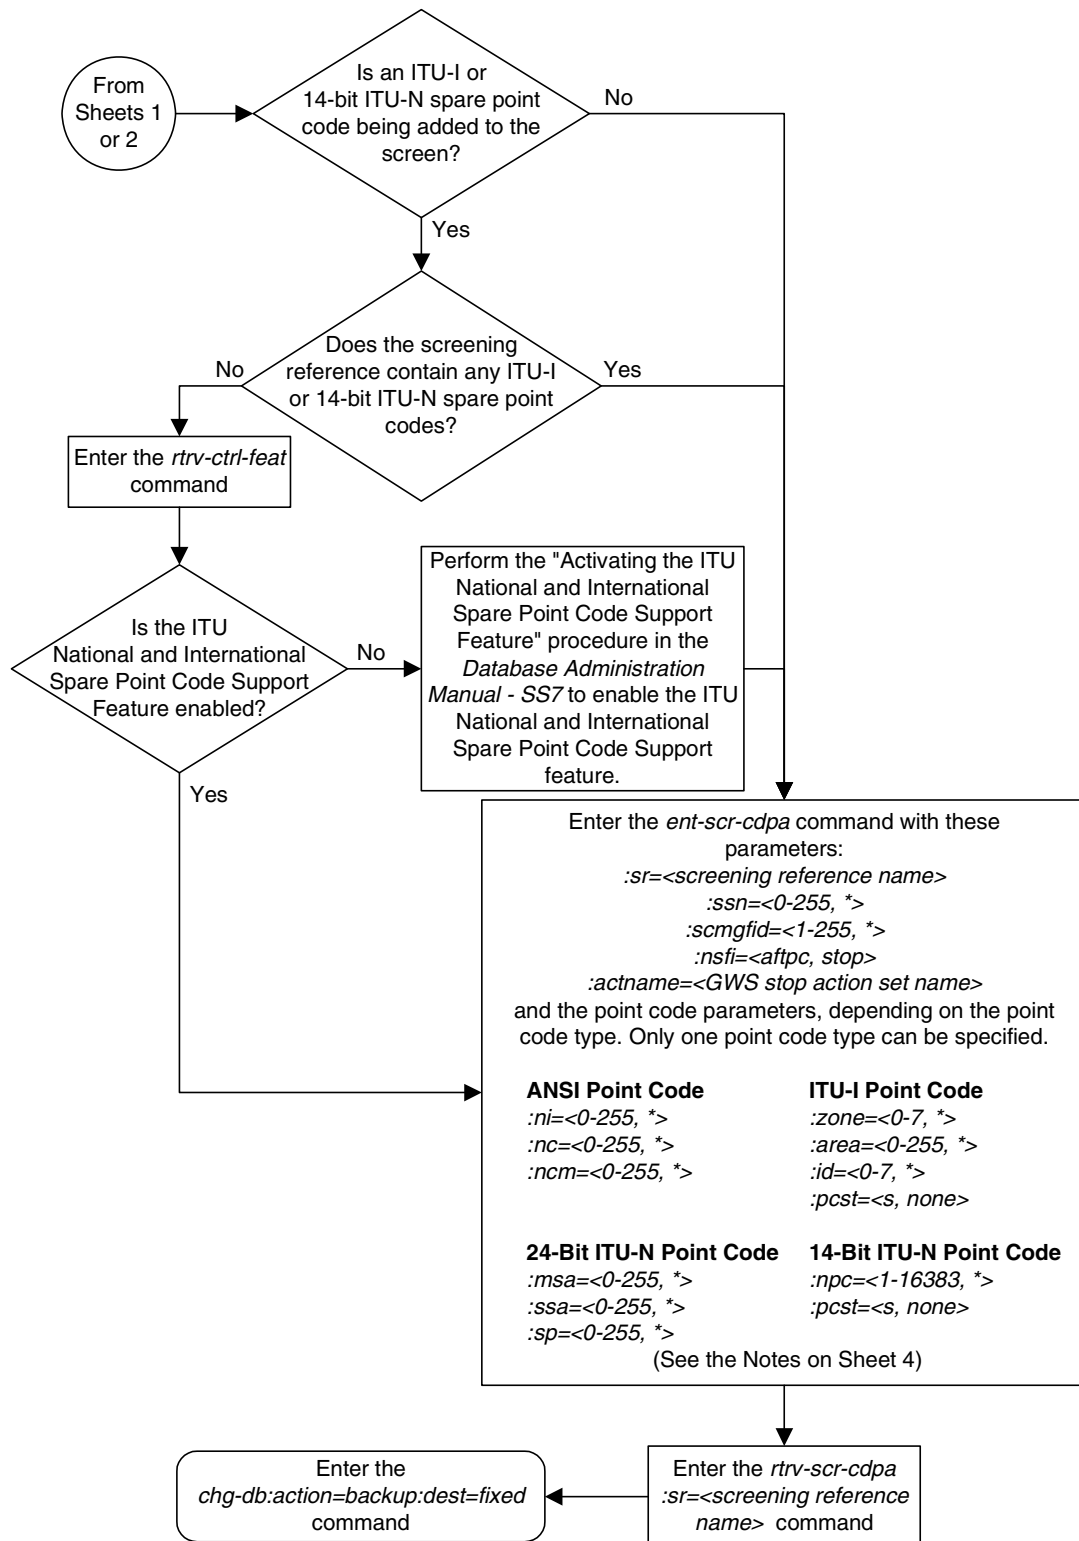 From
Sheets 1
or 2
Is an ITU-I or
14-bit ITU-N spare point
code being added to the
screen?
No
Yes
Does the screening
reference contain any ITU-I
or 14-bit ITU-N spare point
codes?
No
Yes
Enter the rtrv-ctrl-feat
command
Is the ITU
National and International
Spare Point Code Support
Feature enabled?
No
Yes
Perform the "Activating the ITU
National and International
Spare Point Code Support
Feature" procedure in the
Database Administration
Manual - SS7 to enable the ITU
National and International
Spare Point Code Support
feature.
Enter the ent-scr-cdpa command with these
parameters:
:sr=<screening reference name>
:ssn=<0-255, *>
:scmgfid=<1-255, *>
:nsfi=<aftpc, stop>
:actname=<GWS stop action set name>
and the point code parameters, depending on the point
code type. Only one point code type can be specified.
ANSI Point Code
:ni=<0-255, *>
:nc=<0-255, *>
:ncm=<0-255, *>
ITU-I Point Code
:zone=<0-7, *>
:area=<0-255, *>
:id=<0-7, *>
:pcst=<s, none>
24-Bit ITU-N Point Code
:msa=<0-255, *>
:ssa=<0-255, *>
:sp=<0-255, *>
14-Bit ITU-N Point Code
:npc=<1-16383, *>
:pcst=<s, none>
(See the Notes on Sheet 4)
Enter the rtrv-scr-cdpa
:sr=<screening reference
name> command
Enter the
chg-db:action=backup:dest=fixed
command